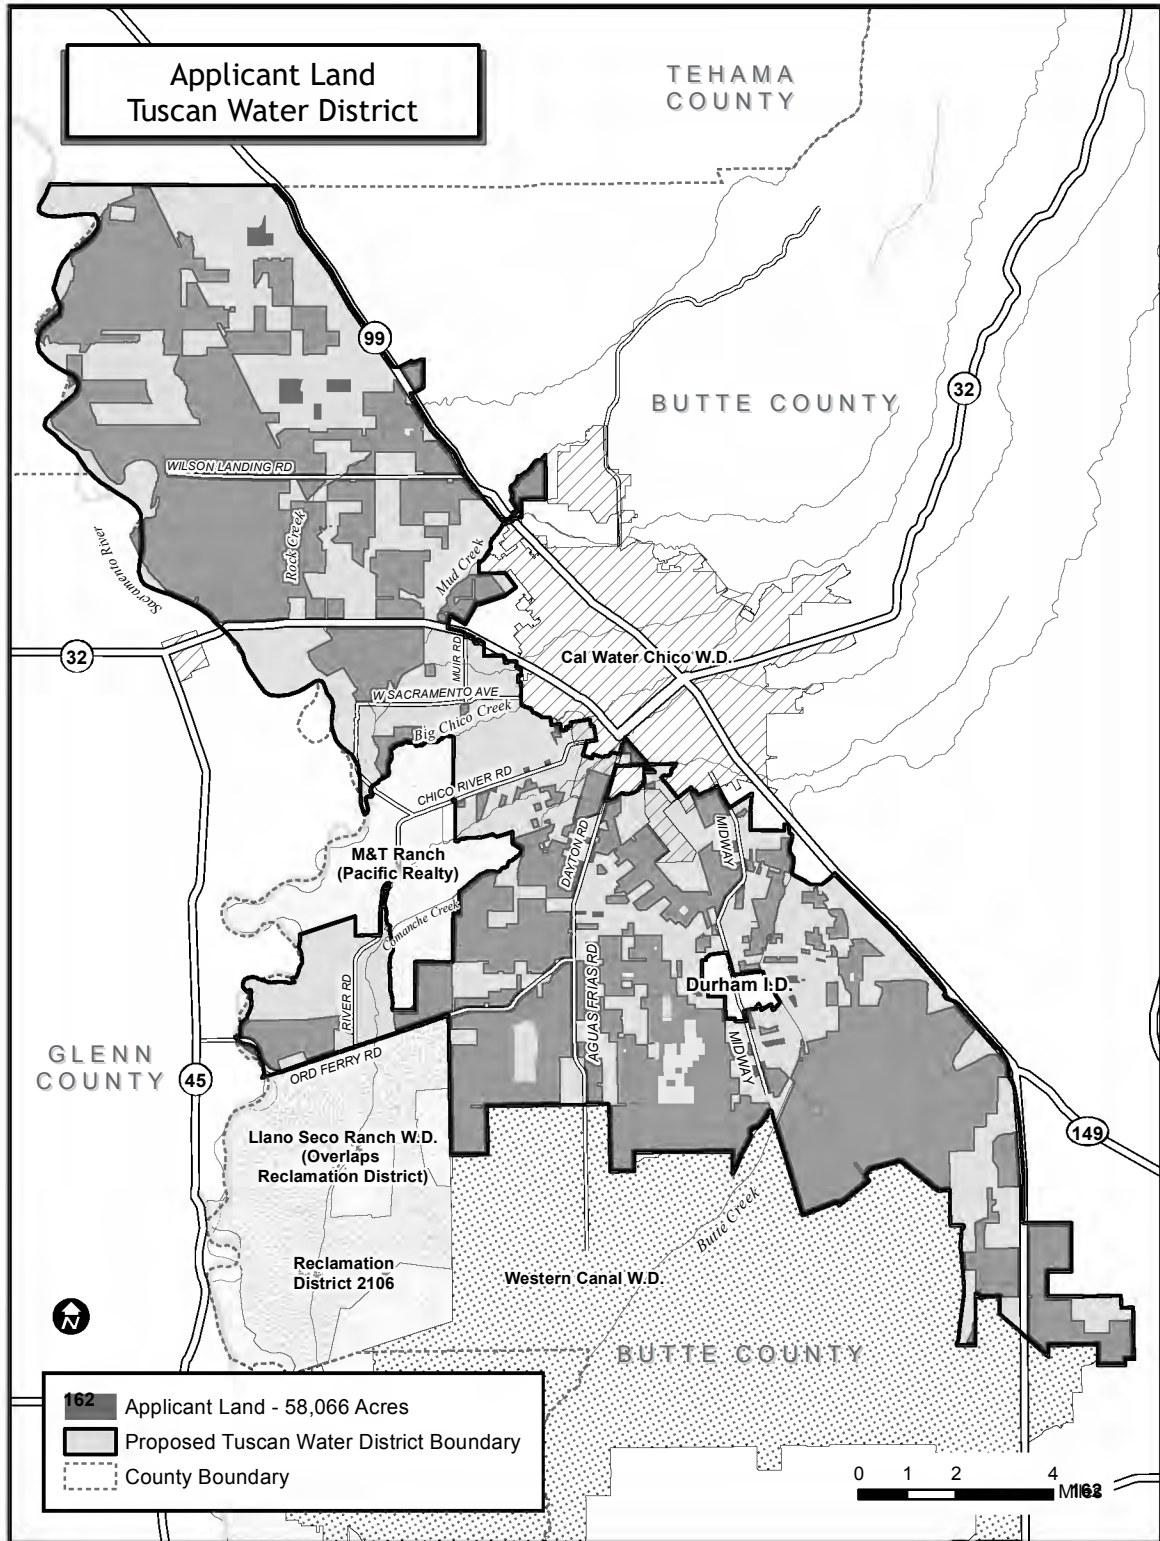 Applicant Land
Tuscan Water District
TEHAMA
COUNTY
99
32
BUTTE COUNTY
WILSON LANDING RD
Rock Creek
Mud Creek
Sacramento River
32
MUIR RD
Cal Water Chico W.D.
W SACRAMENTO AVE
Big Chico Creek
CHICO RIVER RD
DAYTON RD
MIDWAY
M&T Ranch
(Pacific Realty)
Comanche Creek
RIVER RD
AGUAS FRIAS RD
Durham I.D.
MIDWAY
GLENN
COUNTY
45
ORD FERRY RD
149
Llano Seco Ranch W.D.
(Overlaps
Reclamation District)
Butte Creek
Reclamation
District 2106
Western Canal W.D.
N
BUTTE COUNTY
162
Applicant Land - 58,066 Acres
Proposed Tuscan Water District Boundary
County Boundary
0 1 2 4
Miles
162